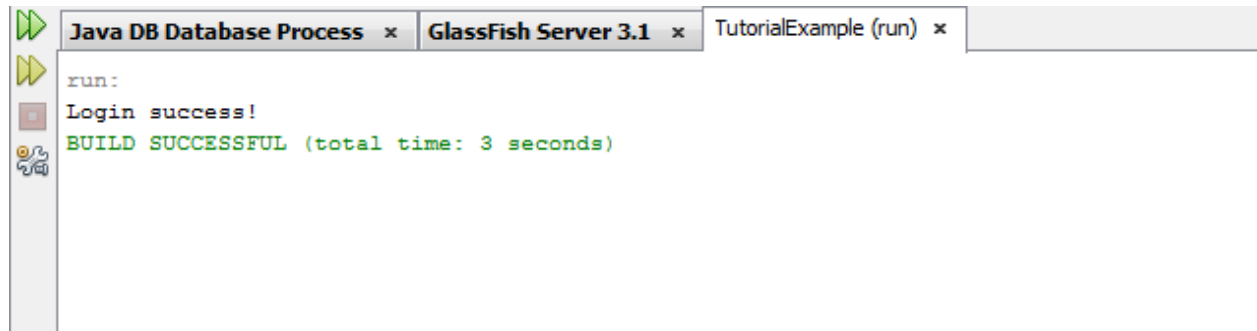 Java DB Database Process × GlassFish Server 3.1 × TutorialExample (run) ×
run:
Login success!
BUILD SUCCESSFUL (total time: 3 seconds)